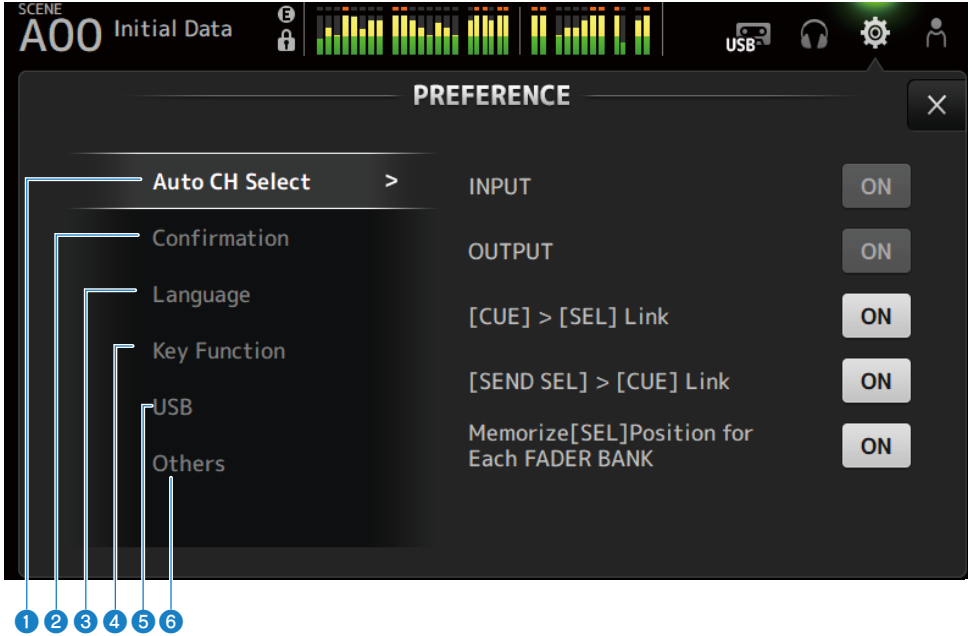 SCENE
A00 Initial Data
E
USB
PREFERENCE
Auto CH Select >
INPUT ON
Confirmation
OUTPUT ON
Language
[CUE] > [SEL] Link ON
Key Function
[SEND SEL] > [CUE] Link ON
USB
Memorize[SEL]Position for
Each FADER BANK ON
Others
1 2 3 4 5 6